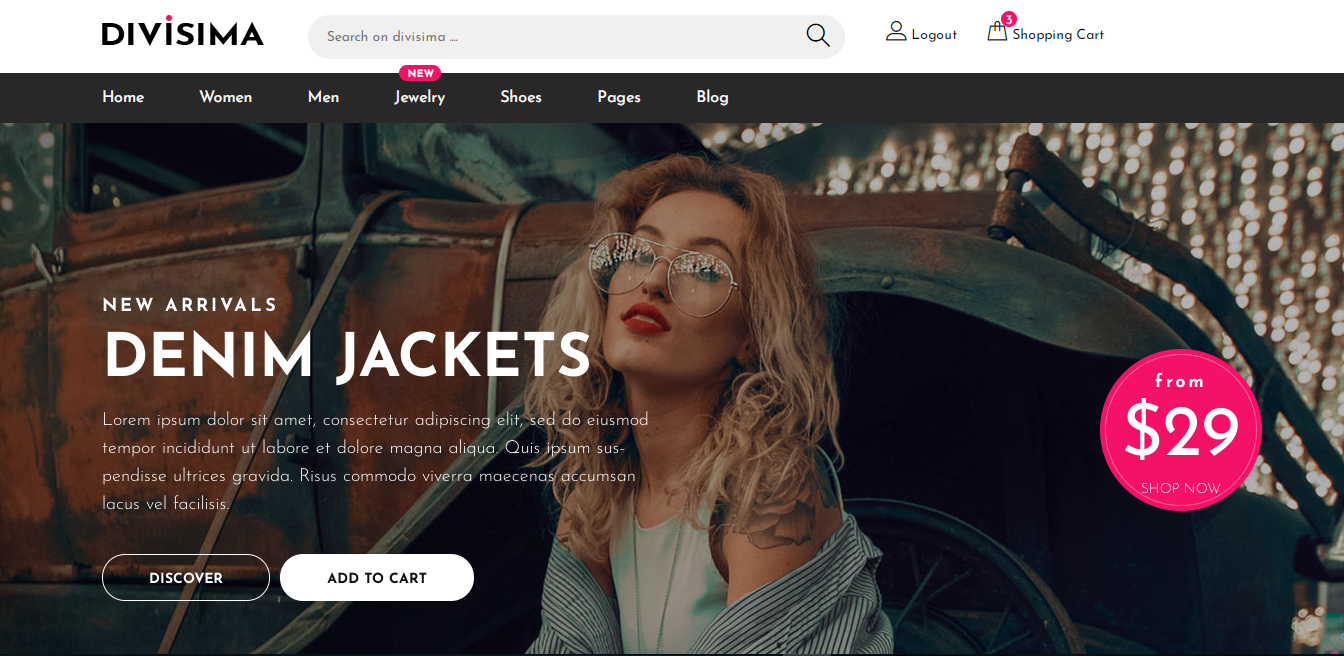 DIVISIMA
Search on divisima ....
Logout
3
Shopping Cart
NEW
Home Women Men Jewelry Shoes Pages Blog
NEW ARRIVALS
DENIM JACKETS
Lorem ipsum dolor sit amet, consectetur adipiscing elit, sed do eiusmod
tempor incididunt ut labore et dolore magna aliqua. Quis ipsum sus-
pendisse ultrices gravida. Risus commodo viverra maecenas accumsan
lacus vel facilisis.
DISCOVER
ADD TO CART
from
$29
SHOP NOW